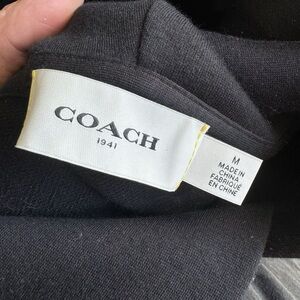 COACH
1941
M
MADE IN
CHINA
FABRIQUÉ
EN CHINE